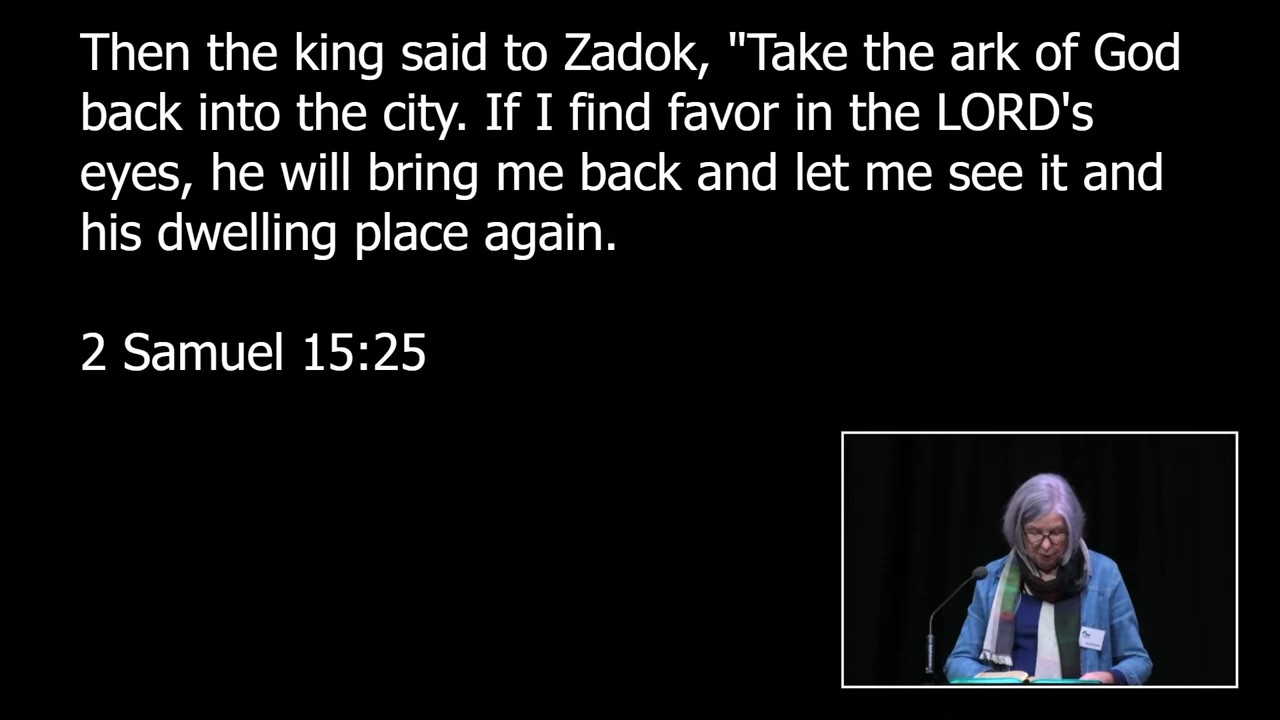 Then the king said to Zadok, "Take the ark of God
back into the city. If I find favor in the LORD's
eyes, he will bring me back and let me see it and
his dwelling place again.
2 Samuel 15:25